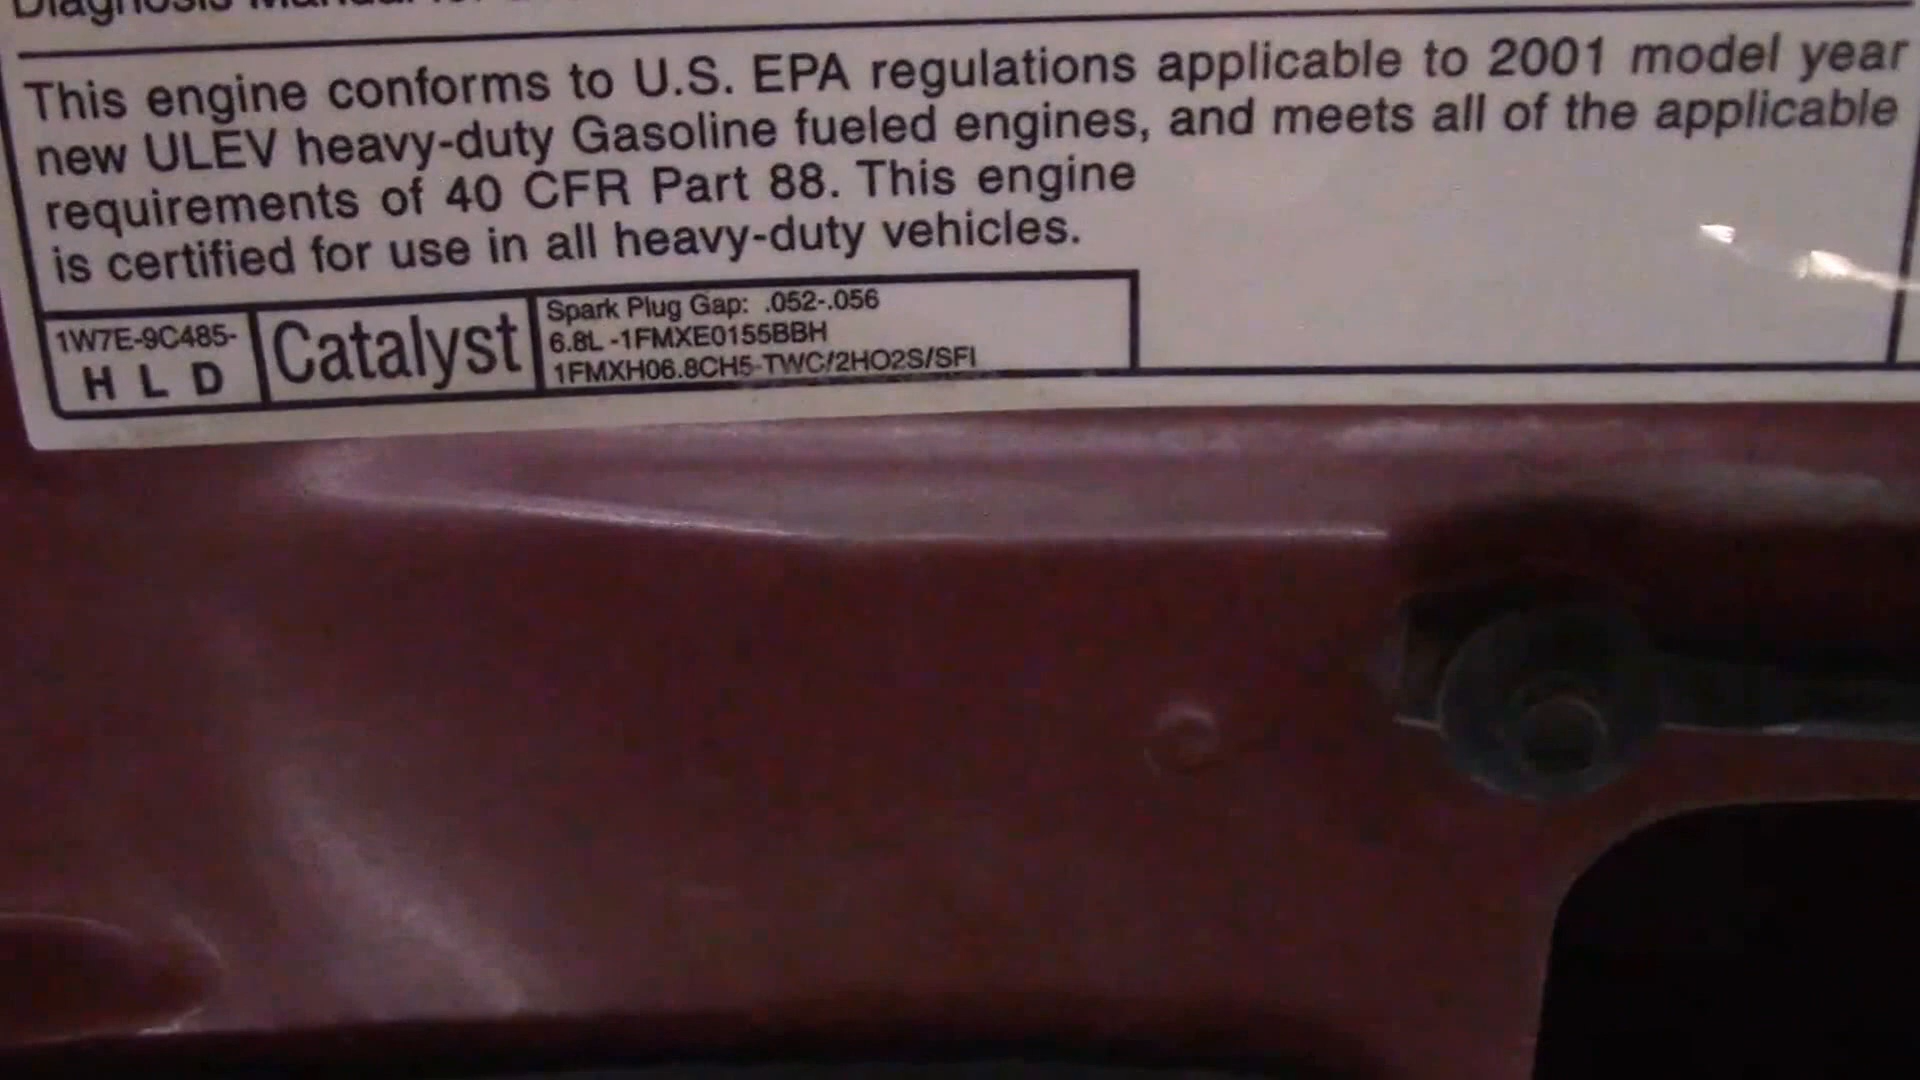 Diagnosis Manual for
This engine conforms to U.S. EPA regulations applicable to 2001 model year
new ULEV heavy-duty Gasoline fueled engines, and meets all of the applicable
requirements of 40 CFR Part 88. This engine
is certified for use in all heavy-duty vehicles.
1W7E-9C485-
H L D
Catalyst
Spark Plug Gap: .052-.056
6.8L -1FMXE0155BBH
1FMXH06.8CH5-TWC/2HO2S/SFI